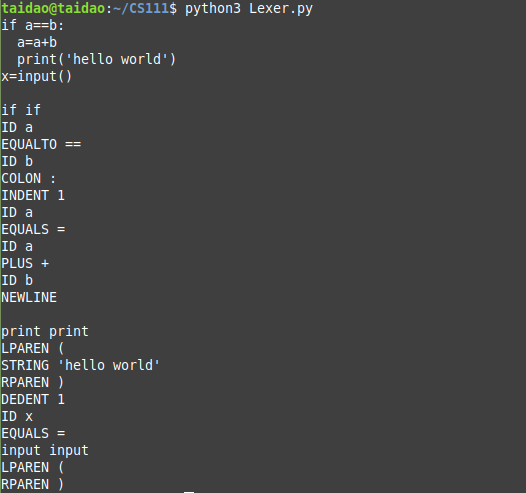 taidao@taidao:~/CS111$ python3 Lexer.py
if a==b:
  a=a+b
  print('hello world')
x=input()

if if
ID a
EQUALTO ==
ID b
COLON :
INDENT 1
ID a
EQUALS =
ID a
PLUS +
ID b
NEWLINE

print print
LPAREN (
STRING 'hello world'
RPAREN )
DEDENT 1
ID x
EQUALS =
input input
LPAREN (
RPAREN )